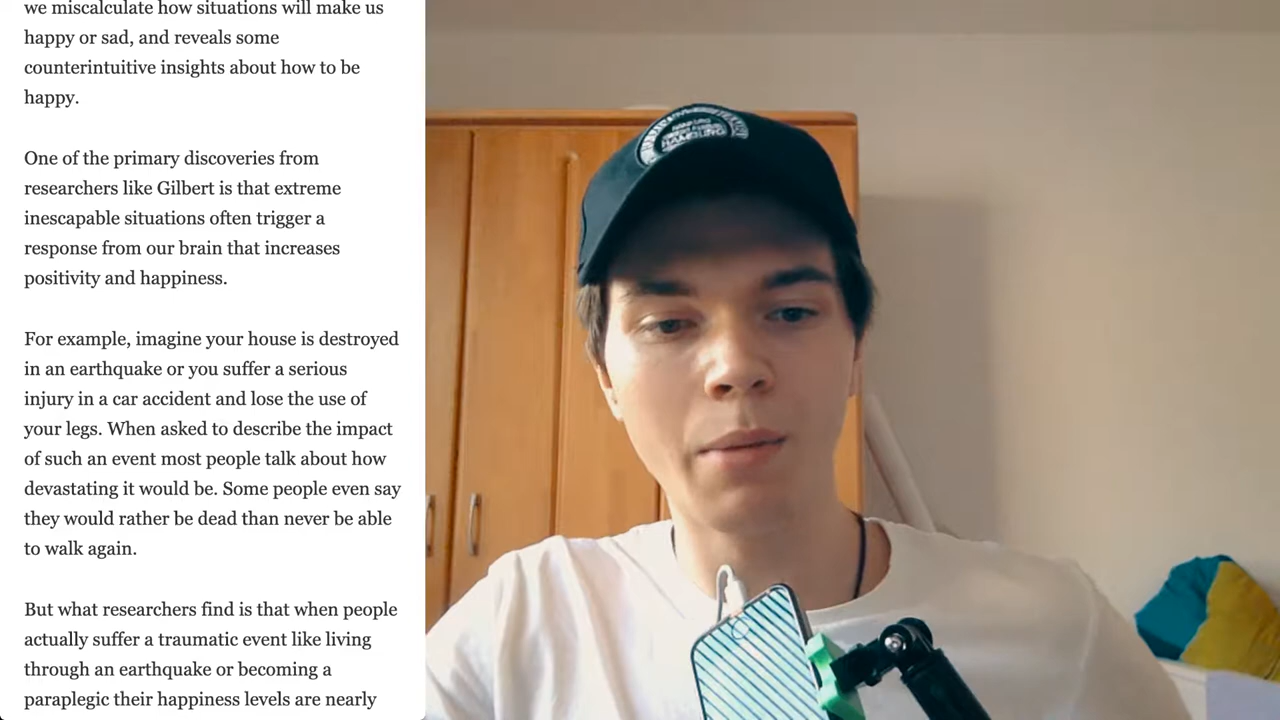 we miscalculate how situations will make us
happy or sad, and reveals some
counterintuitive insights about how to be
happy.
One of the primary discoveries from
researchers like Gilbert is that extreme
inescapable situations often trigger a
response from our brain that increases
positivity and happiness.
For example, imagine your house is destroyed
in an earthquake or you suffer a serious
injury in a car accident and lose the use of
your legs. When asked to describe the impact
of such an event most people talk about how
devastating it would be. Some people even say
they would rather be dead than never be able
to walk again.
But what researchers find is that when people
actually suffer a traumatic event like living
through an earthquake or becoming a
paraplegic their happiness levels are nearly